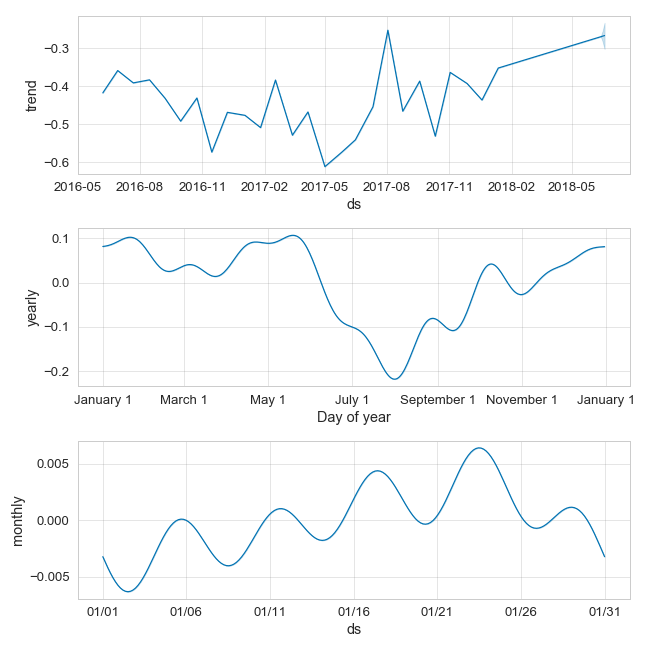 −0.3
−0.4
−0.5
−0.6
trend
2016-05 2016-08 2016-11 2017-02 2017-05 2017-08 2017-11 2018-02 2018-05
ds
0.1
0.0
−0.1
−0.2
yearly
January 1 March 1 May 1 July 1 September 1 November 1 January 1
Day of year
0.005
0.000
−0.005
monthly
01/01 01/06 01/11 01/16 01/21 01/26 01/31
ds